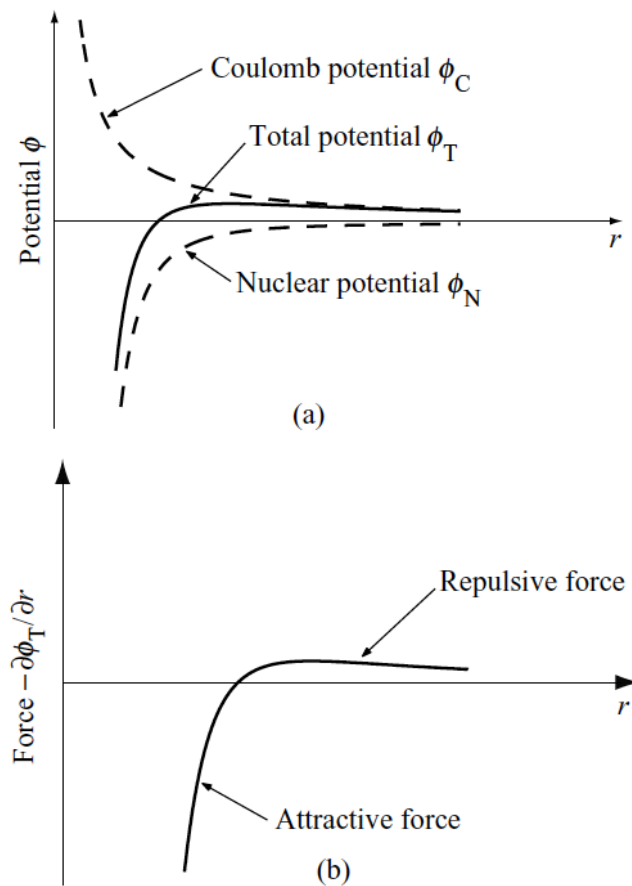 Coulomb potential ϕC
Total potential ϕT
Potential ϕ
r
Nuclear potential ϕN
(a)
Force − ∂ϕT/∂r
Repulsive force
r
Attractive force
(b)